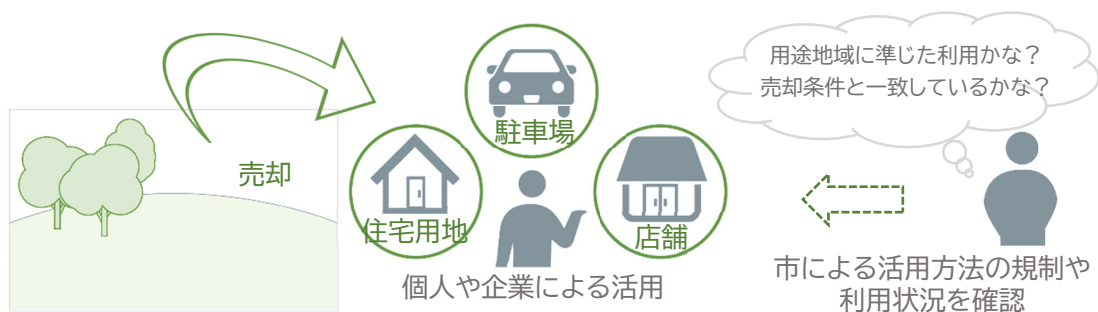 用途地域に準じた利用かな？
売却条件と一致しているかな？
駐車場
売却
住宅用地
店舗
個人や企業による活用
市による活用方法の規制や
利用状況を確認